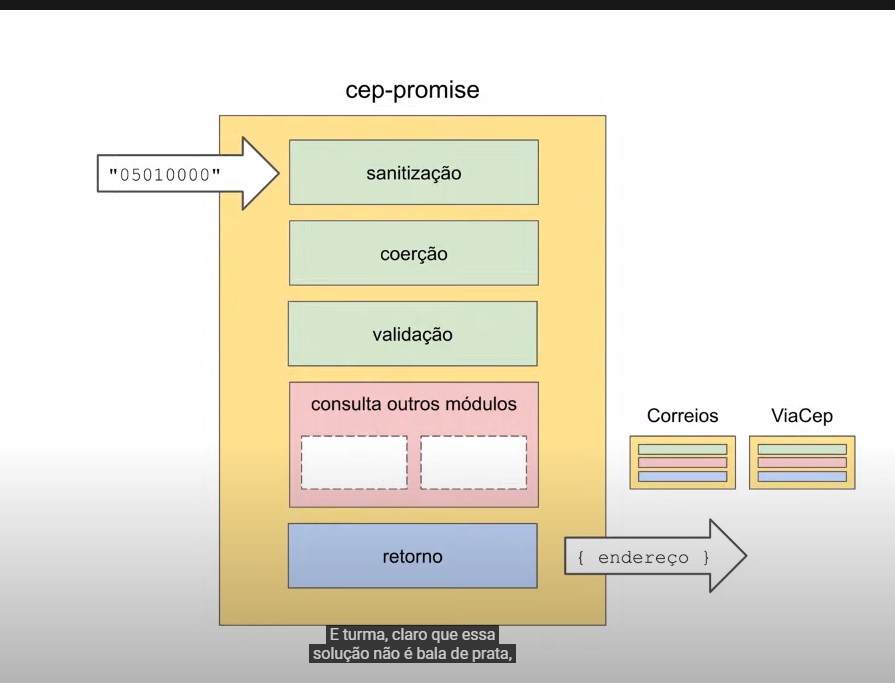 cep-promise
"05010000"
sanitização
coerção
validação
consulta outros módulos
Correios
ViaCep
retorno
{ endereço }
E turma, claro que essa
solução não é bala de prata,